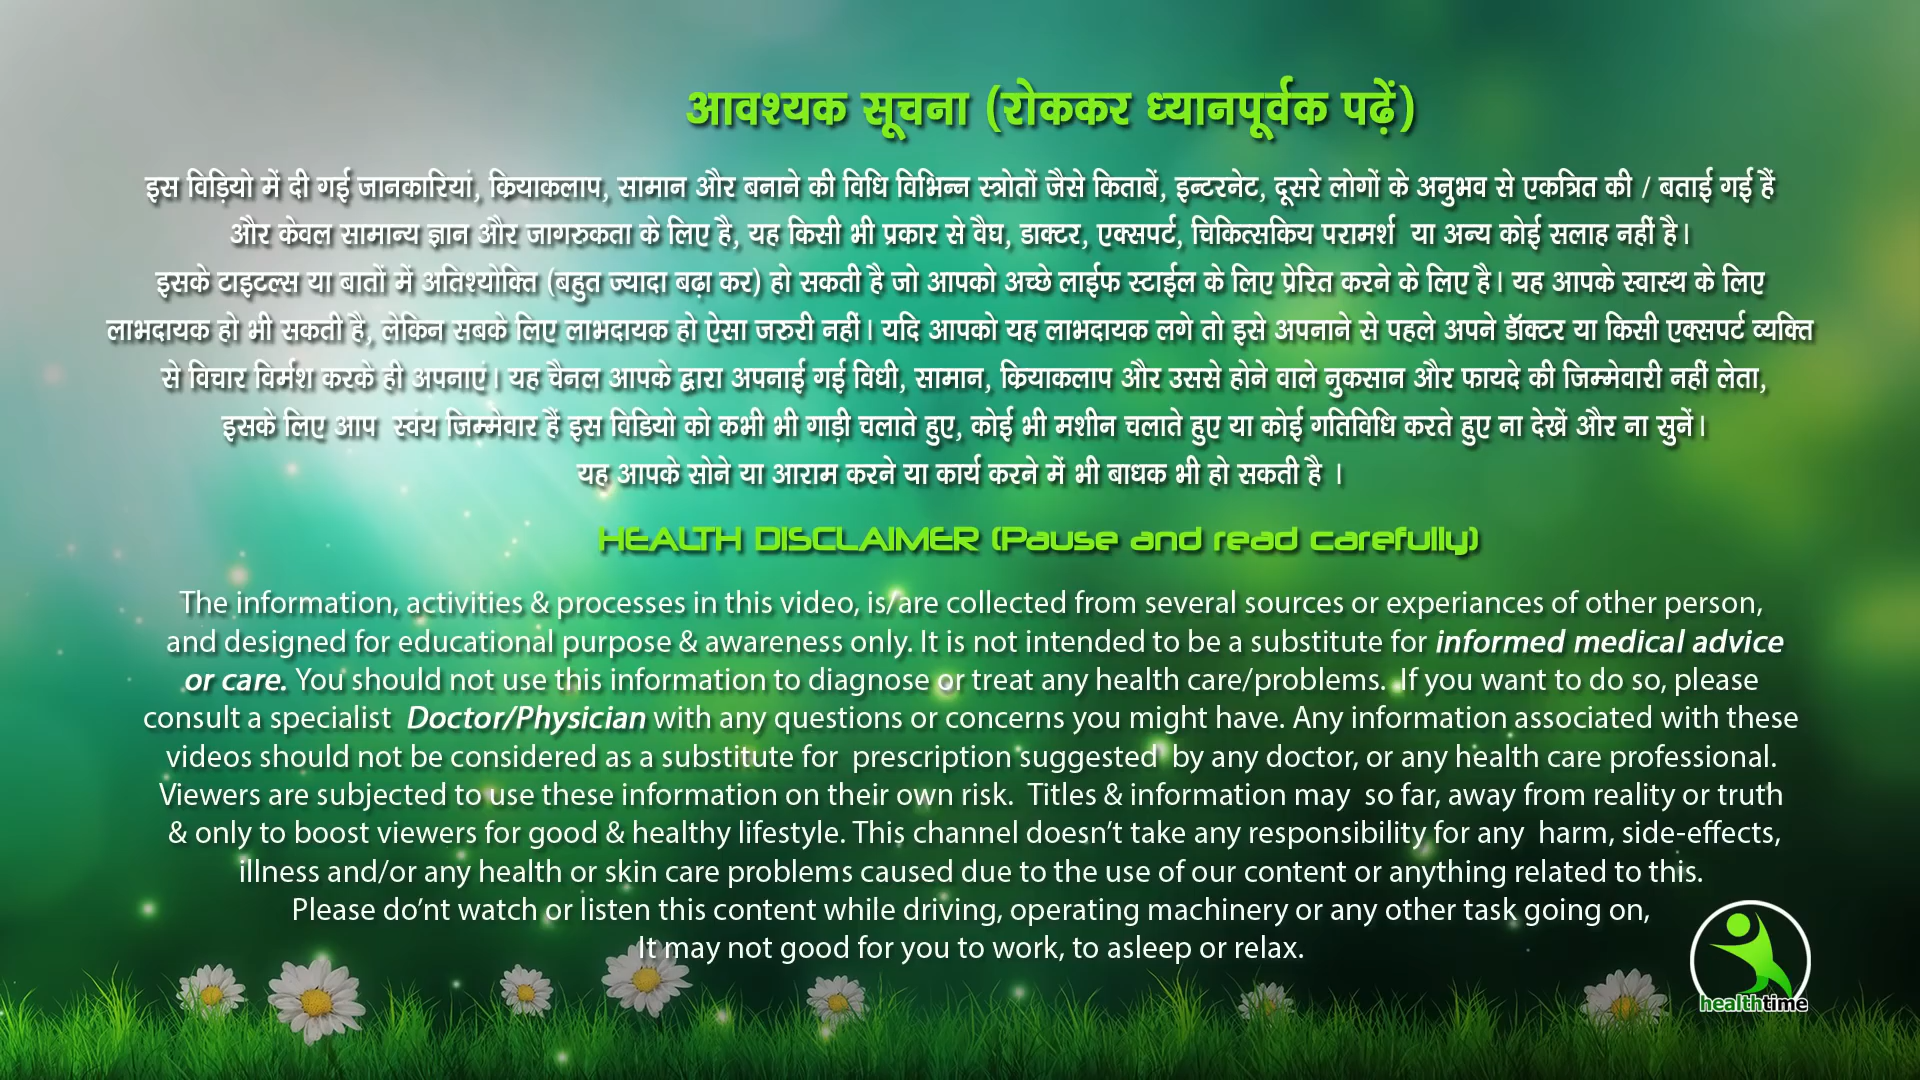 आवश्यक सूचना (रोककर ध्यानपूर्वक पढ़ें)
इस विडि़यो में दी गई जानकारियां, क्रियाकलाप, सामान और बनाने की विधि विभिन्न स्त्रोतों जैसे किताबें, इन्टरनेट, दूसरे लोगों के अनुभव से एकत्रित की / बताई गई हैं
और केवल सामान्य ज्ञान और जागरुकता के लिए है, यह किसी भी प्रकार से वैघ, डाक्टर, एक्सपर्ट, चिकित्सकिय परामर्श या अन्य कोई सलाह नहीं है।
इसके टाइटल्स या बातों में अतिश्योक्ति (बहुत ज्यादा बढ़ा कर) हो सकती है जो आपको अच्छे लाईफ स्टाईल के लिए प्रेरित करने के लिए है। यह आपके स्वास्थ के लिए
लाभदायक हो भी सकती है, लेकिन सबके लिए लाभदायक हो ऐसा जरुरी नहीं। यदि आपको यह लाभदायक लगे तो इसे अपनाने से पहले अपने डॅाक्टर या किसी एक्सपर्ट व्यक्ति
से विचार विर्मश करके ही अपनाएं। यह चैनल आपके द्वारा अपनाई गई विधी, सामान, क्रियाकलाप और उससे होने वाले नुकसान और फायदे की जिम्मेवारी नहीं लेता,
इसके लिए आप स्वंय जिम्मेवार हैं इस विडियो को कभी भी गाड़ी चलाते हुए, कोई भी मशीन चलाते हुए या कोई गतिविधि करते हुए ना देखें और ना सुनें।
यह आपके सोने या आराम करने या कार्य करने में भी बाधक भी हो सकती है ।
HEALTH DISCLAIMER (Pause and read carefully)
The information, activities & processes in this video, is/are collected from several sources or experiances of other person,
and designed for educational purpose & awareness only. It is not intended to be a substitute for informed medical advice
or care. You should not use this information to diagnose or treat any health care/problems. If you want to do so, please
consult a specialist Doctor/Physician with any questions or concerns you might have. Any information associated with these
videos should not be considered as a substitute for prescription suggested by any doctor, or any health care professional.
Viewers are subjected to use these information on their own risk. Titles & information may so far, away from reality or truth
& only to boost viewers for good & healthy lifestyle. This channel doesn't take any responsibility for any harm, side-effects,
illness and/or any health or skin care problems caused due to the use of our content or anything related to this.
Please do'nt watch or listen this content while driving, operating machinery or any other task going on,
It may not good for you to work, to asleep or relax.
healthtime